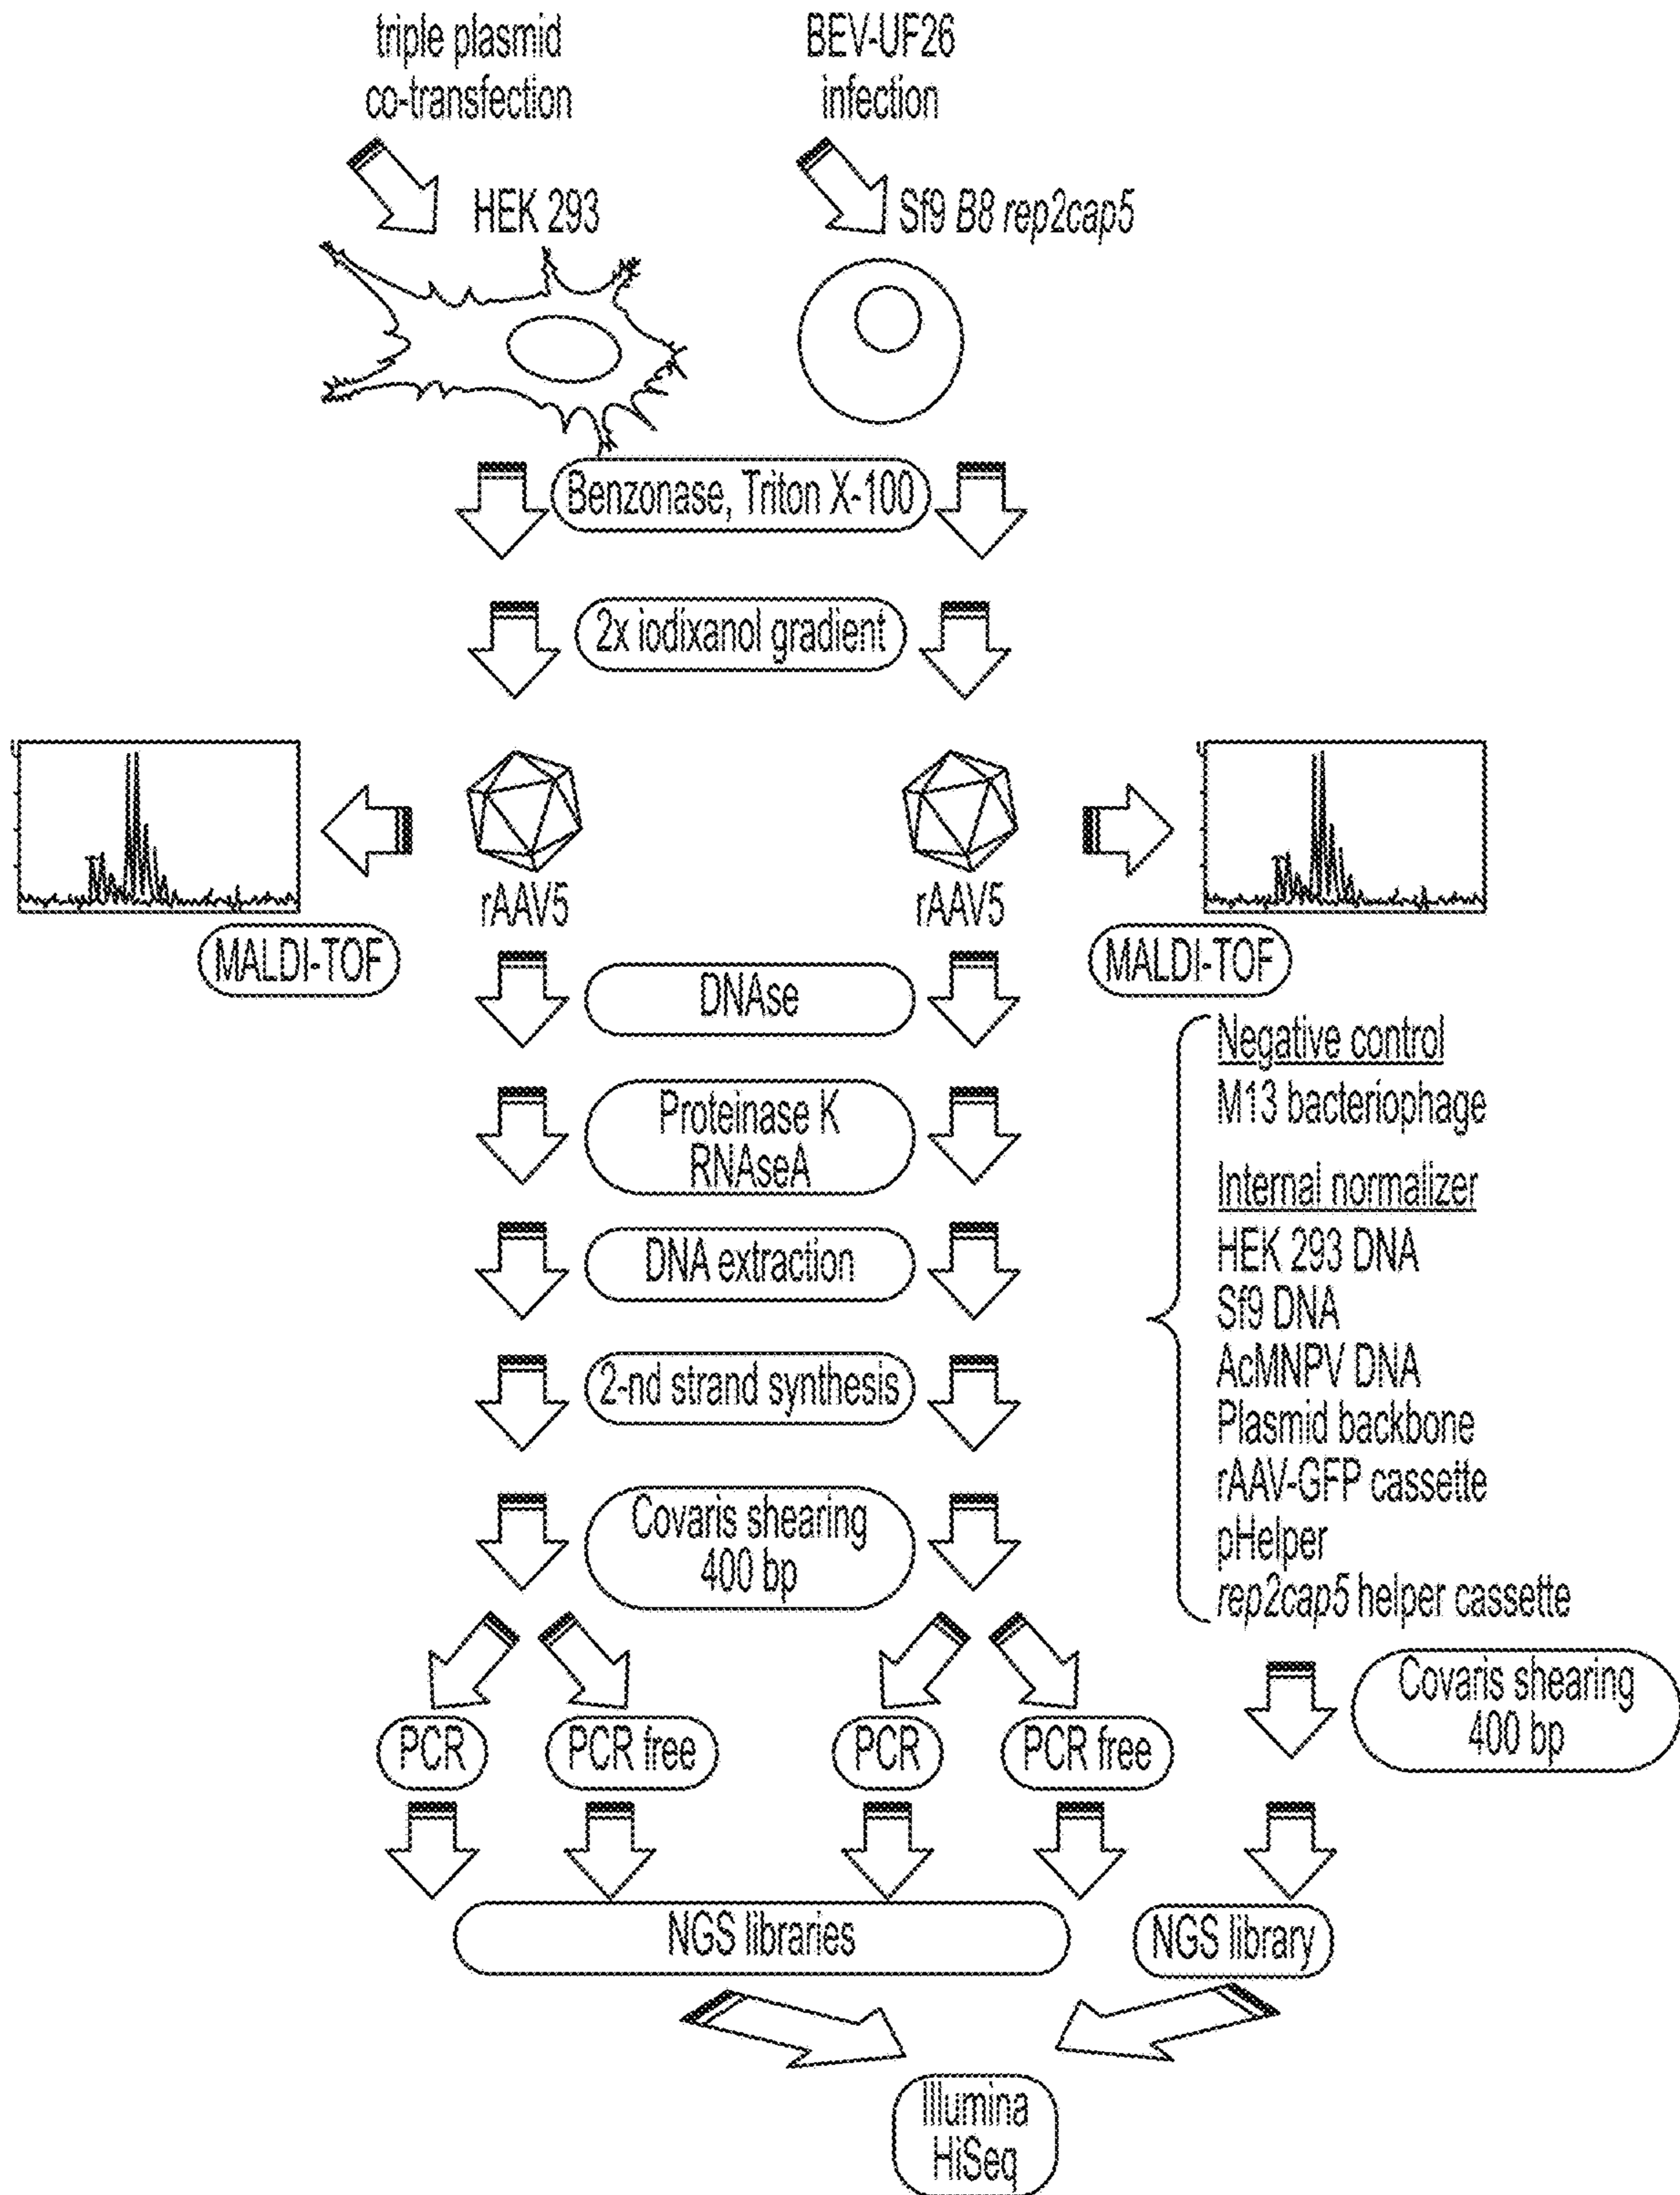 triple plasmid
co-transfection
BEV-UF26
infection
HEK 293
Sf9 B8 rep2cap5
Benzonase, Triton X-100
2x iodixanol gradient
rAAV5
rAAV5
MALDI-TOF
MALDI-TOF
DNAse
Proteinase K
RNAseA
DNA extraction
2-nd strand synthesis
Covaris shearing
400 bp
Negative control
M13 bacteriophage
Internal normalizer
HEK 293 DNA
Sf9 DNA
AcMNPV DNA
Plasmid backbone
rAAV-GFP cassette
pHelper
rep2cap5 helper cassette
Covaris shearing
400 bp
PCR
PCR free
PCR
PCR free
NGS libraries
NGS library
Illumina
HiSeq